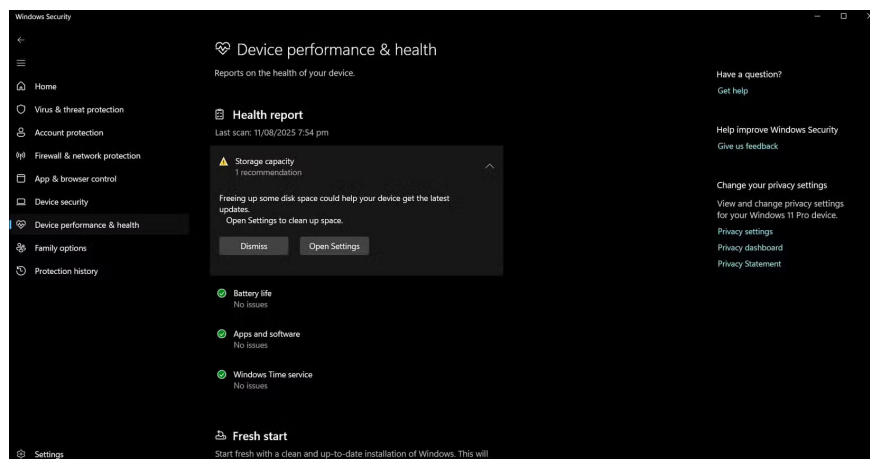 Windows Security
Home
Virus & threat protection
Account protection
Firewall & network protection
App & browser control
Device security
Device performance & health
Family options
Protection history
Settings
Device performance & health
Reports on the health of your device.
Health report
Last scan: 11/08/2025 7:54 pm
Storage capacity
1 recommendation
Freeing up some disk space could help your device get the latest
updates.
Open Settings to clean up space.
Dismiss
Open Settings
Battery life
No issues
Apps and software
No issues
Windows Time service
No issues
Fresh start
Start fresh with a clean and up-to-date installation of Windows. This will
Have a question?
Get help
Help improve Windows Security
Give us feedback
Change your privacy settings
View and change privacy settings
for your Windows 11 Pro device.
Privacy settings
Privacy dashboard
Privacy Statement